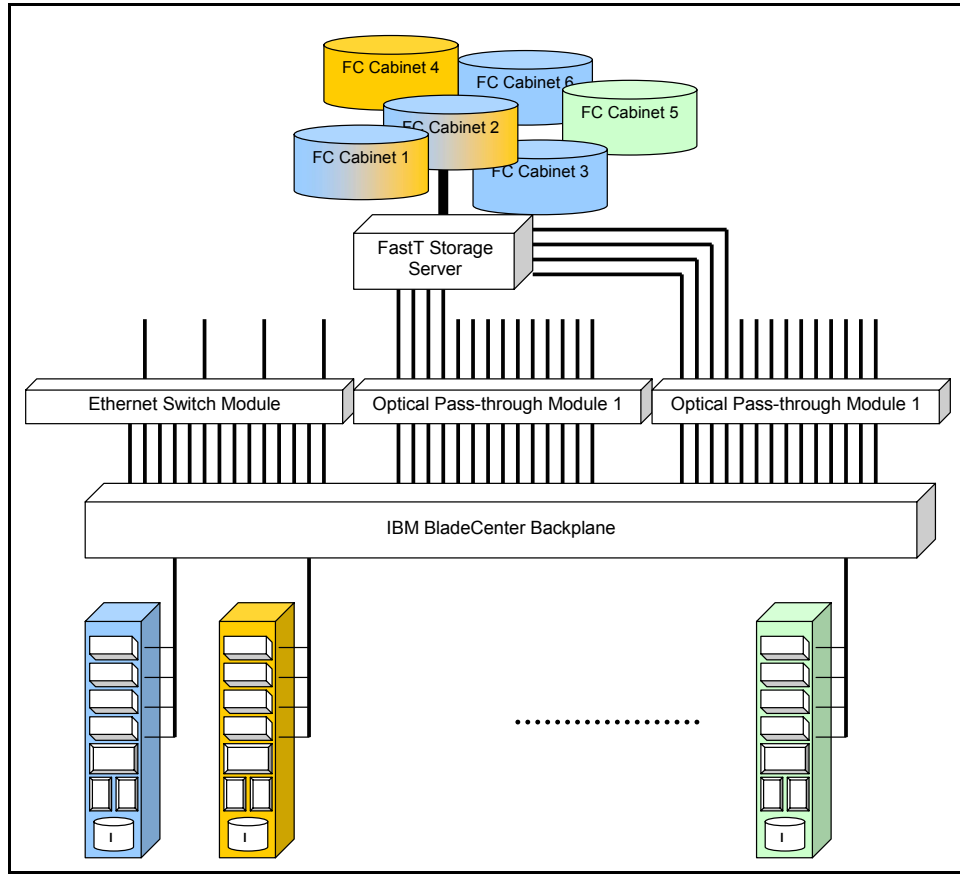 FC Cabinet 4
FC Cabinet 6
FC Cabinet 5
FC Cabinet 2
FC Cabinet 1
FC Cabinet 3
FastT Storage
Server
Ethernet Switch Module
Optical Pass-through Module 1
Optical Pass-through Module 1
IBM BladeCenter Backplane
I
I
I